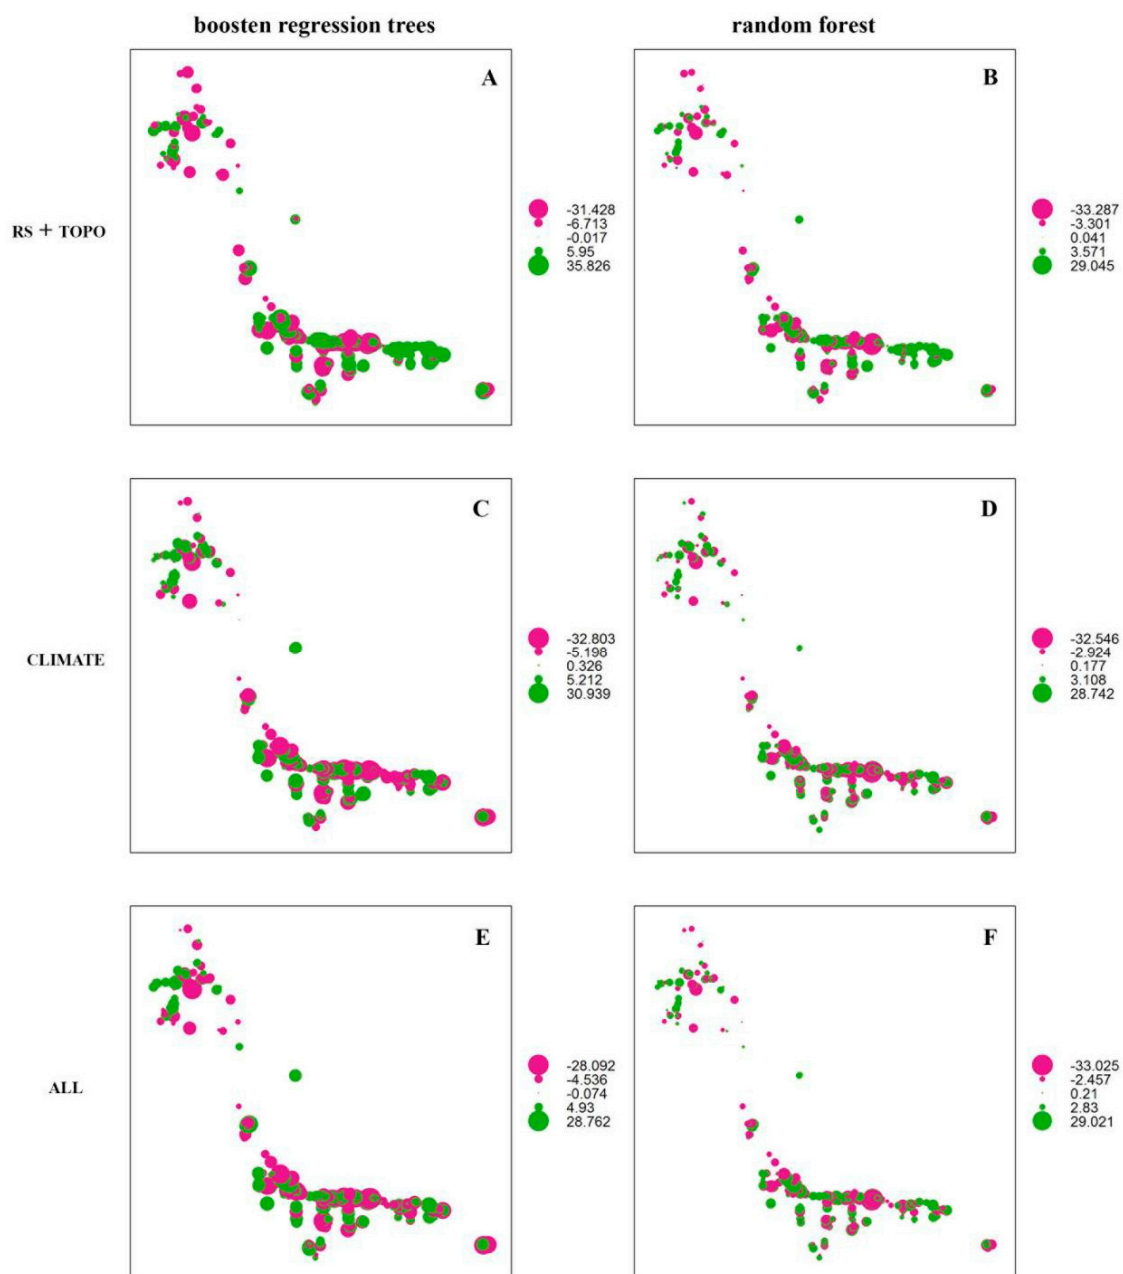 boosten regression trees
random forest
RS + TOPO
A
-31.428
-6.713
-0.017
5.95
35.826
B
-33.287
-3.301
0.041
3.571
29.045
CLIMATE
C
-32.803
-5.198
0.326
5.212
30.939
D
-32.546
-2.924
0.177
3.108
28.742
ALL
E
-28.092
-4.536
-0.074
4.93
28.762
F
-33.025
-2.457
0.21
2.83
29.021